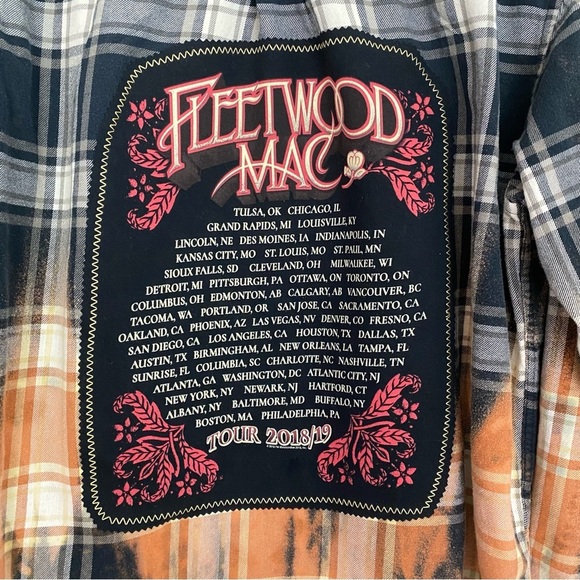 FLEETWOOD
MAC
TULSA, OK CHICAGO, IL
GRAND RAPIDS, MI LOUISVILLE, KY
LINCOLN, NE DES MOINES, IA INDIANAPOLIS, IN
KANSAS CITY, MO ST. LOUIS, MO ST. PAUL, MN
SIOUX FALLS, SD CLEVELAND, OH MILWAUKEE, WI
DETROIT, MI PITTSBURGH, PA OTTAWA, ON TORONTO, ON
COLUMBUS, OH EDMONTON, AB CALGARY, AB VANCOUVER, BC
TACOMA, WA PORTLAND, OR SAN JOSE, CA SACRAMENTO, CA
OAKLAND, CA PHOENIX, AZ LAS VEGAS, NV DENVER, CO FRESNO, CA
SAN DIEGO, CA LOS ANGELES, CA HOUSTON, TX DALLAS, TX
AUSTIN, TX BIRMINGHAM, AL NEW ORLEANS, LA TAMPA, FL
SUNRISE, FL COLUMBIA, SC CHARLOTTE, NC NASHVILLE, TN
ATLANTA, GA WASHINGTON, DC ATLANTIC CITY, NJ
NEW YORK, NY NEWARK, NJ HARTFORD, CT
ALBANY, NY BALTIMORE, MD BUFFALO, NY
BOSTON, MA PHILADELPHIA, PA
TOUR 2018/19